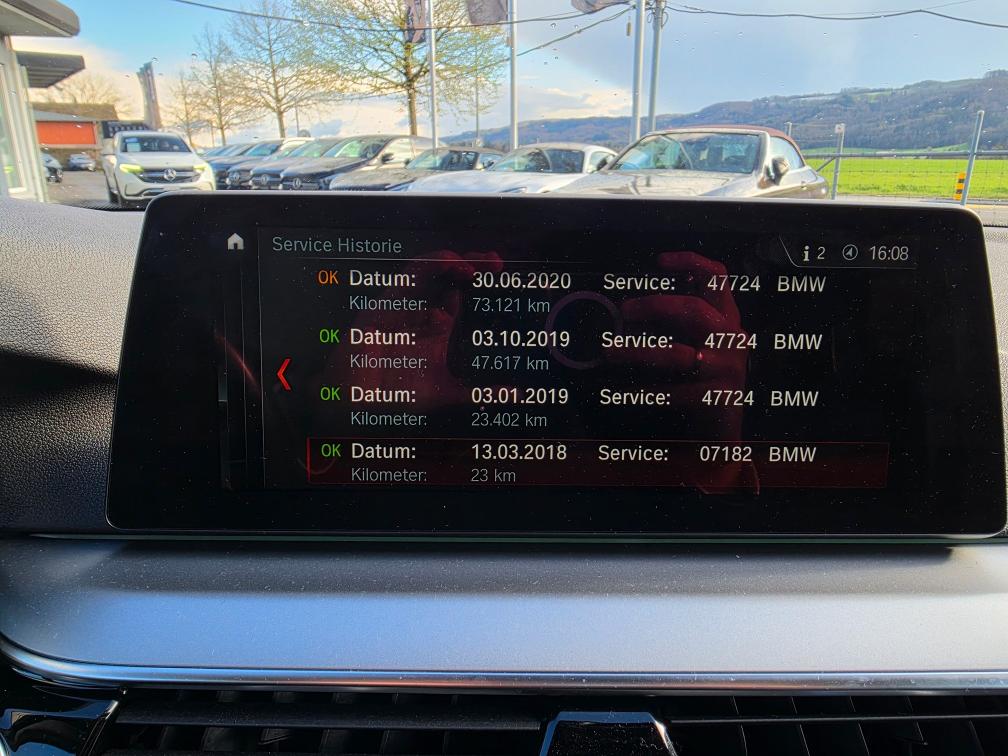 Service Historie
i 2 16:08
OK Datum: 30.06.2020 Service: 47724 BMW
Kilometer: 73.121 km
OK Datum: 03.10.2019 Service: 47724 BMW
Kilometer: 47.617 km
OK Datum: 03.01.2019 Service: 47724 BMW
Kilometer: 23.402 km
OK Datum: 13.03.2018 Service: 07182 BMW
Kilometer: 23 km